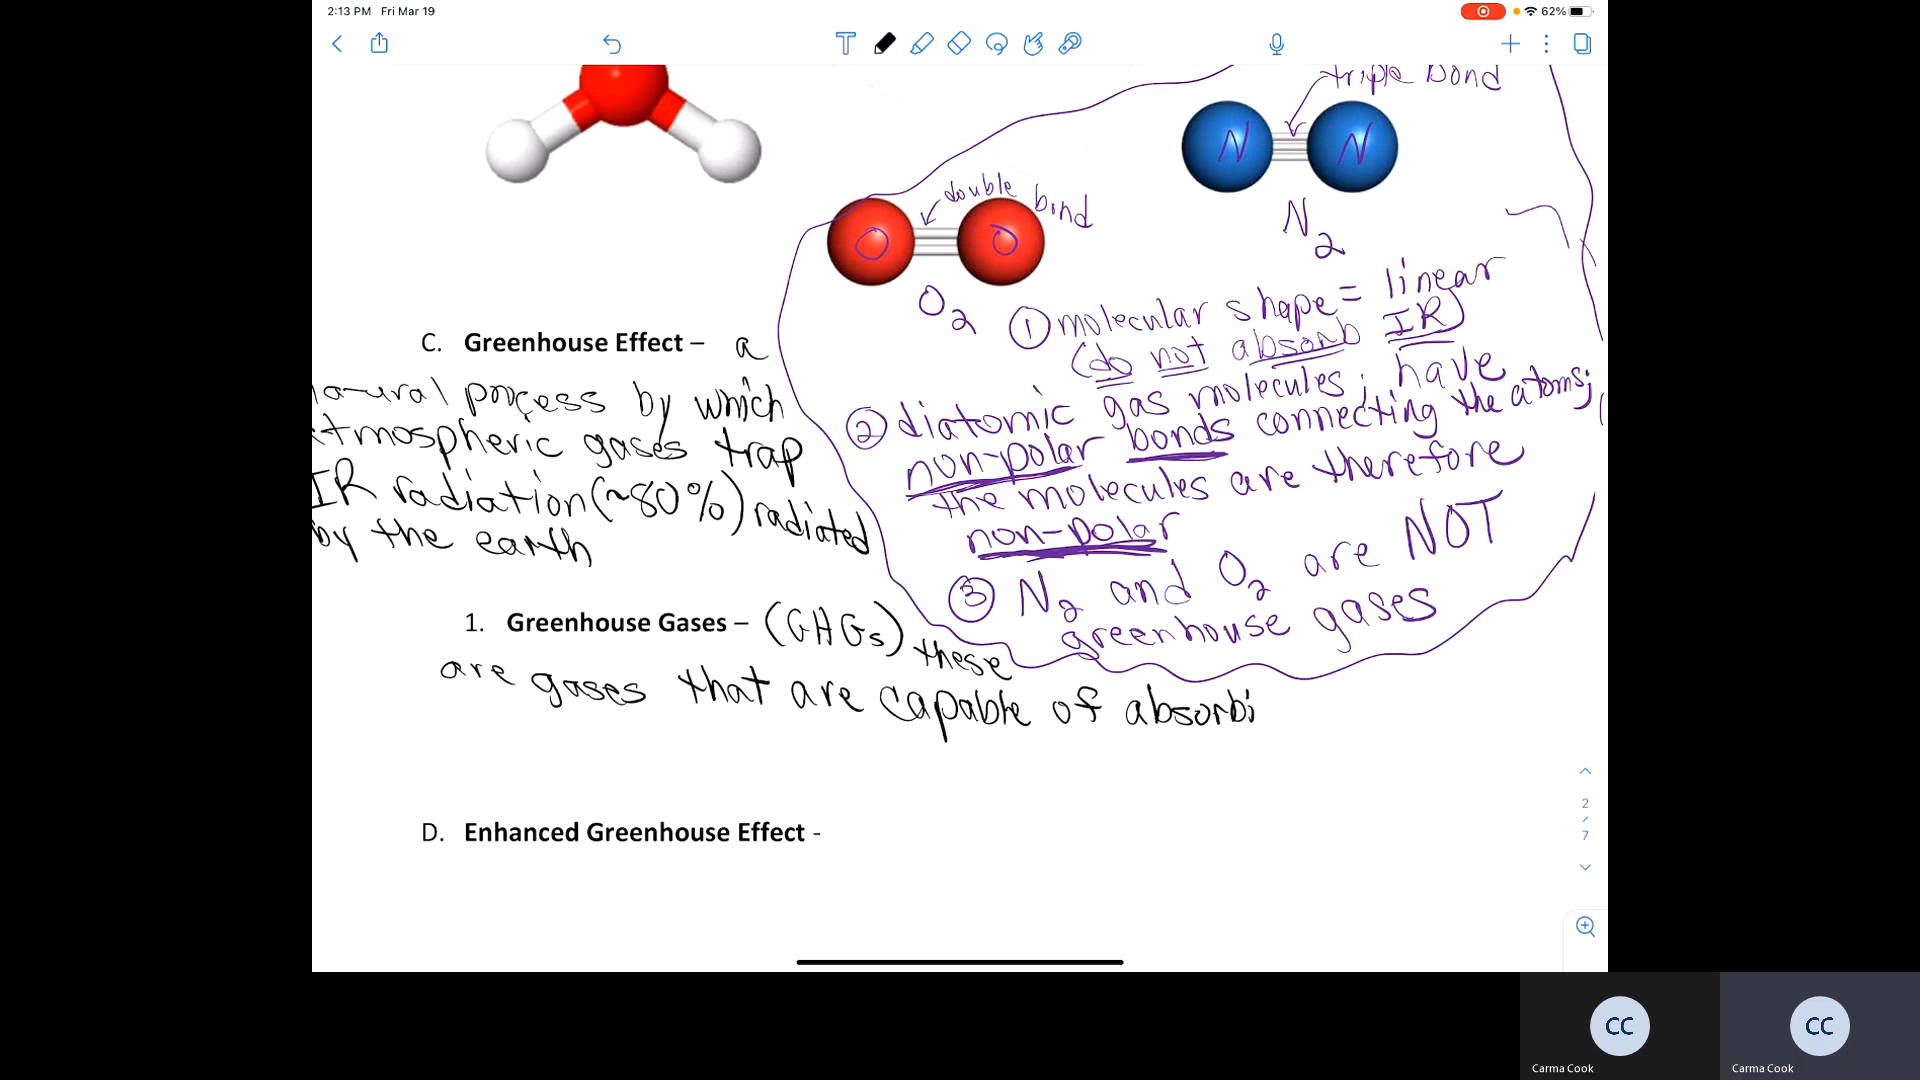 2:13 PM Fri Mar 19
62%
triple bond
N N
double bond
O O
N2
O2
① molecular shape = linear
(do not absorb IR)
② diatomic gas molecules; have
non-polar bonds connecting the atoms;
the molecules are therefore
non-polar
③ N2 and O2 are NOT
greenhouse gases
C. Greenhouse Effect – a
natural process by which
atmospheric gases trap
IR radiation (~80%) radiated
by the earth
1. Greenhouse Gases – (GHGs) these
are gases that are capable of absorbi
D. Enhanced Greenhouse Effect -
2
7
CC
Carma Cook
CC
Carma Cook